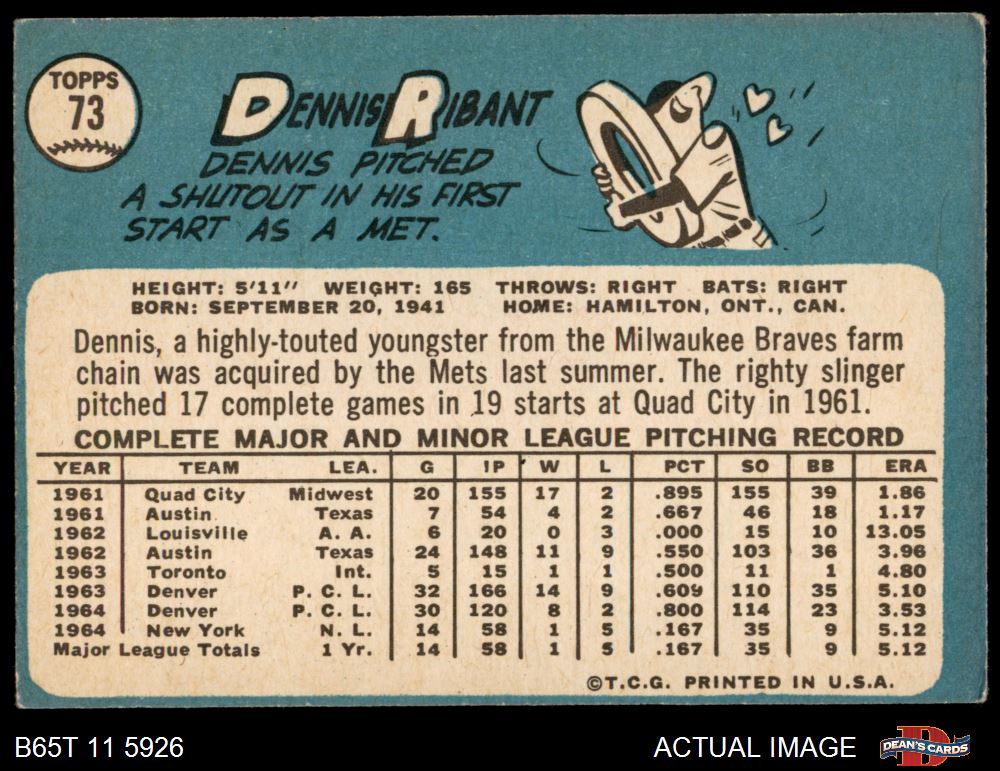 TOPPS
73
DENNIS RIBANT
DENNIS PITCHED
A SHUTOUT IN HIS FIRST
START AS A MET.
HEIGHT: 5'11" WEIGHT: 165 THROWS: RIGHT BATS: RIGHT
BORN: SEPTEMBER 20, 1941 HOME: HAMILTON, ONT., CAN.
Dennis, a highly-touted youngster from the Milwaukee Braves farm
chain was acquired by the Mets last summer. The righty slinger
pitched 17 complete games in 19 starts at Quad City in 1961.
COMPLETE MAJOR AND MINOR LEAGUE PITCHING RECORD
YEAR TEAM LEA. G IP W L PCT SO BB ERA
1961 Quad City Midwest 20 155 17 2 .895 155 39 1.86
1961 Austin Texas 7 54 4 2 .667 46 18 1.17
1962 Louisville A. A. 6 20 0 3 .000 15 10 13.05
1962 Austin Texas 24 148 11 9 .550 103 36 3.96
1963 Toronto Int. 5 15 1 1 .500 11 1 4.80
1963 Denver P. C. L. 32 166 14 9 .609 110 35 5.10
1964 Denver P. C. L. 30 120 8 2 .800 114 23 3.53
1964 New York N. L. 14 58 1 5 .167 35 9 5.12
Major League Totals 1 Yr. 14 58 1 5 .167 35 9 5.12
©T.C.G. PRINTED IN U.S.A.
B65T 11 5926 ACTUAL IMAGE DEAN'S CARDS